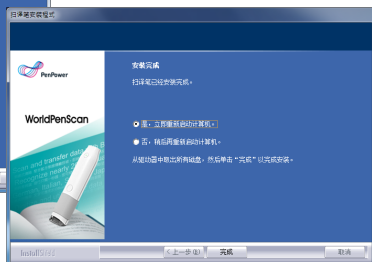 扫译笔安装程式
PenPower
安装完成
扫译笔已经安装完成。
WorldPenScan
是，立即重新启动计算机。
否，稍后再重新启动计算机。
从驱动器中取出所有磁盘，然后单击“完成”以完成安装。
InstallShield
< 上一步(B)
完成
取消